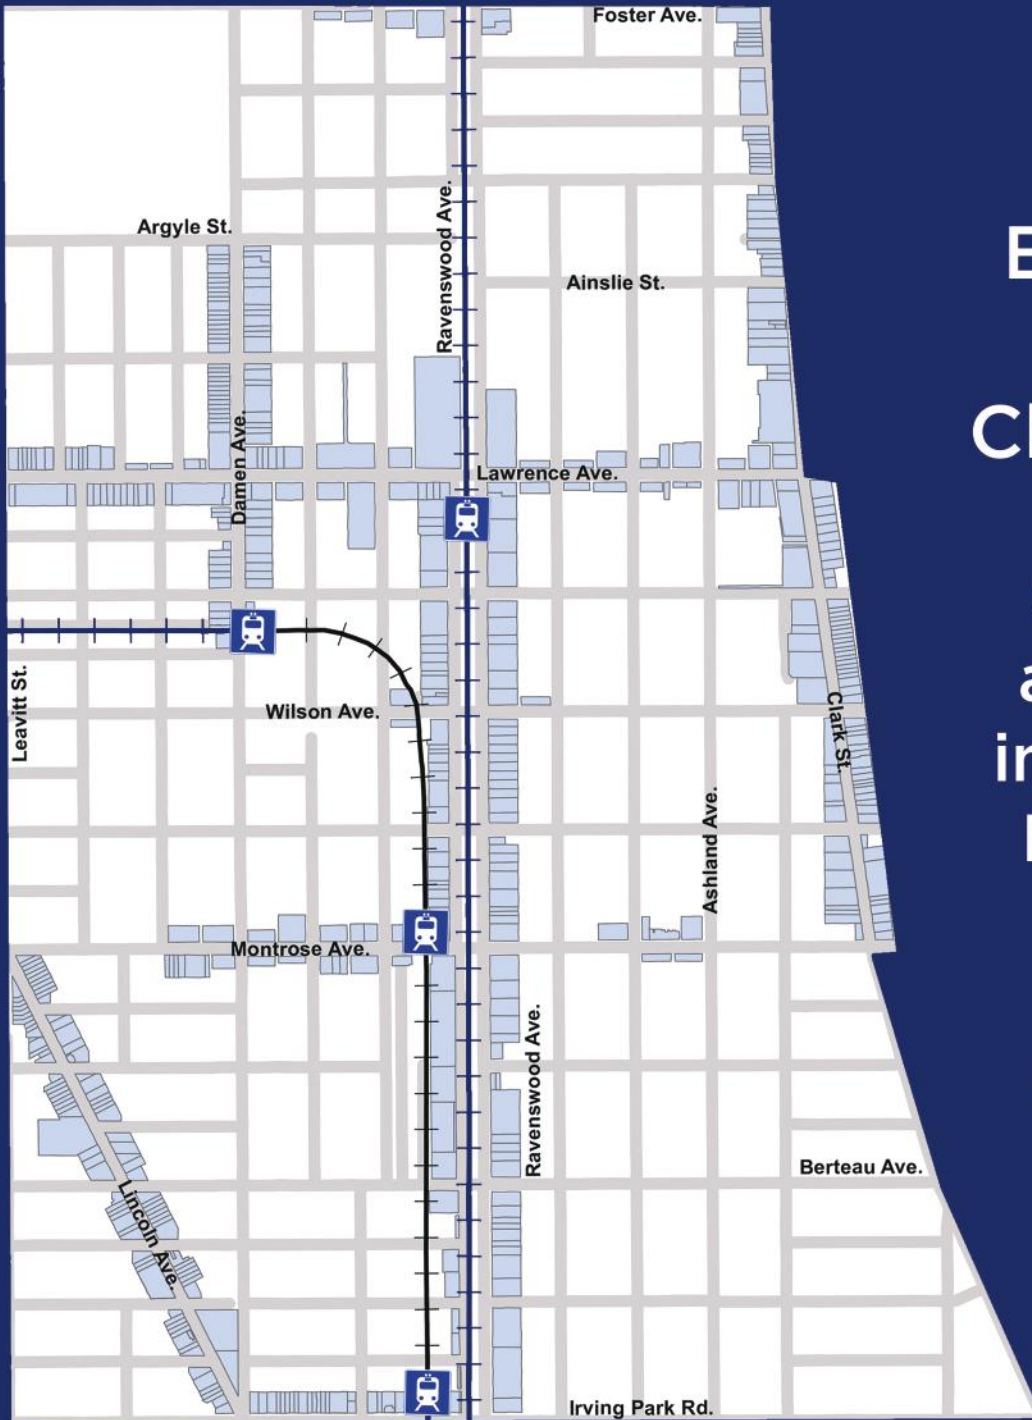 Foster Ave.
Argyle St.
Ravenswood Ave.
Ainslie St.
Damen Ave.
Lawrence Ave.
Leavitt St.
Wilson Ave.
Clark St.
Ashland Ave.
Montrose Ave.
Ravenswood Ave.
Berteau Ave.
Lincoln Ave.
Irving Park Rd.